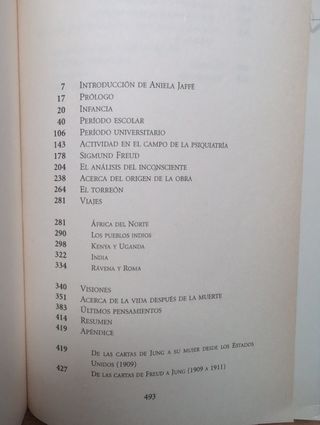 7 Introducción de Aniela Jaffé
17 Prólogo
20 Infancia
40 Período escolar
106 Período universitario
143 Actividad en el campo de la psiquiatría
178 Sigmund Freud
204 El análisis del inconsciente
238 Acerca del origen de la obra
264 El torreón
281 Viajes
281 África del Norte
290 Los pueblos indios
298 Kenya y Uganda
322 India
334 Ravena y Roma
340 Visiones
351 Acerca de la vida después de la muerte
383 Últimos pensamientos
414 Resumen
419 Apéndice
419 De las cartas de Jung a su mujer desde los Estados
Unidos (1909)
427 De las cartas de Freud a Jung (1909 a 1911)
493